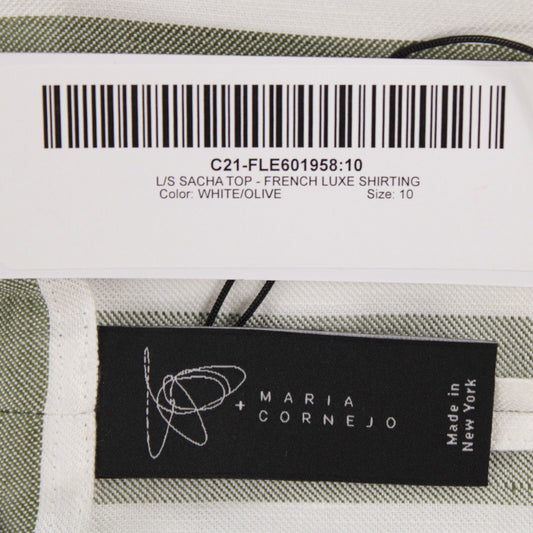 C21-FLE601958:10
L/S SACHA TOP - FRENCH LUXE SHIRTING
Color: WHITE/OLIVE Size: 10
+ MARIA
CORNEJO
Made in
New York